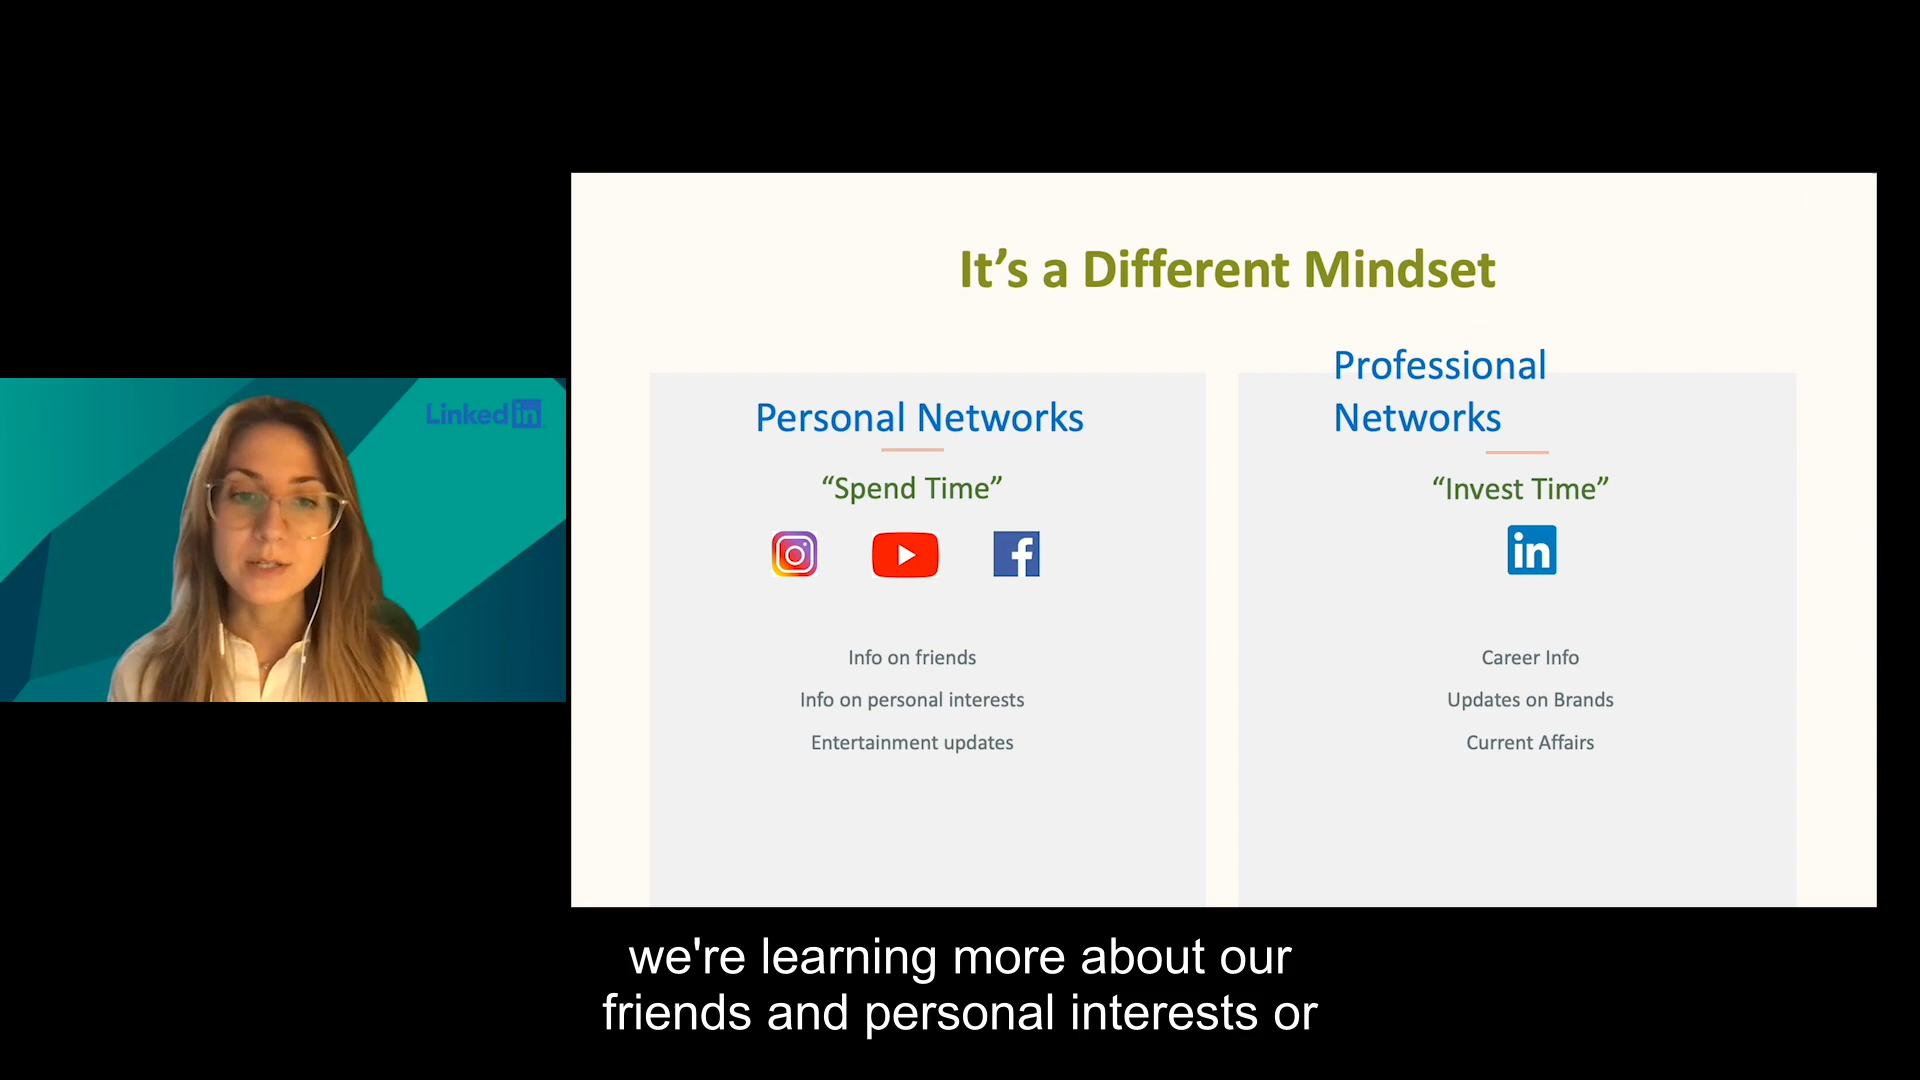 It’s a Different Mindset
Personal Networks
“Spend Time”
Info on friends
Info on personal interests
Entertainment updates
Professional
Networks
“Invest Time”
in
Career Info
Updates on Brands
Current Affairs
Linked in
we're learning more about our
friends and personal interests or